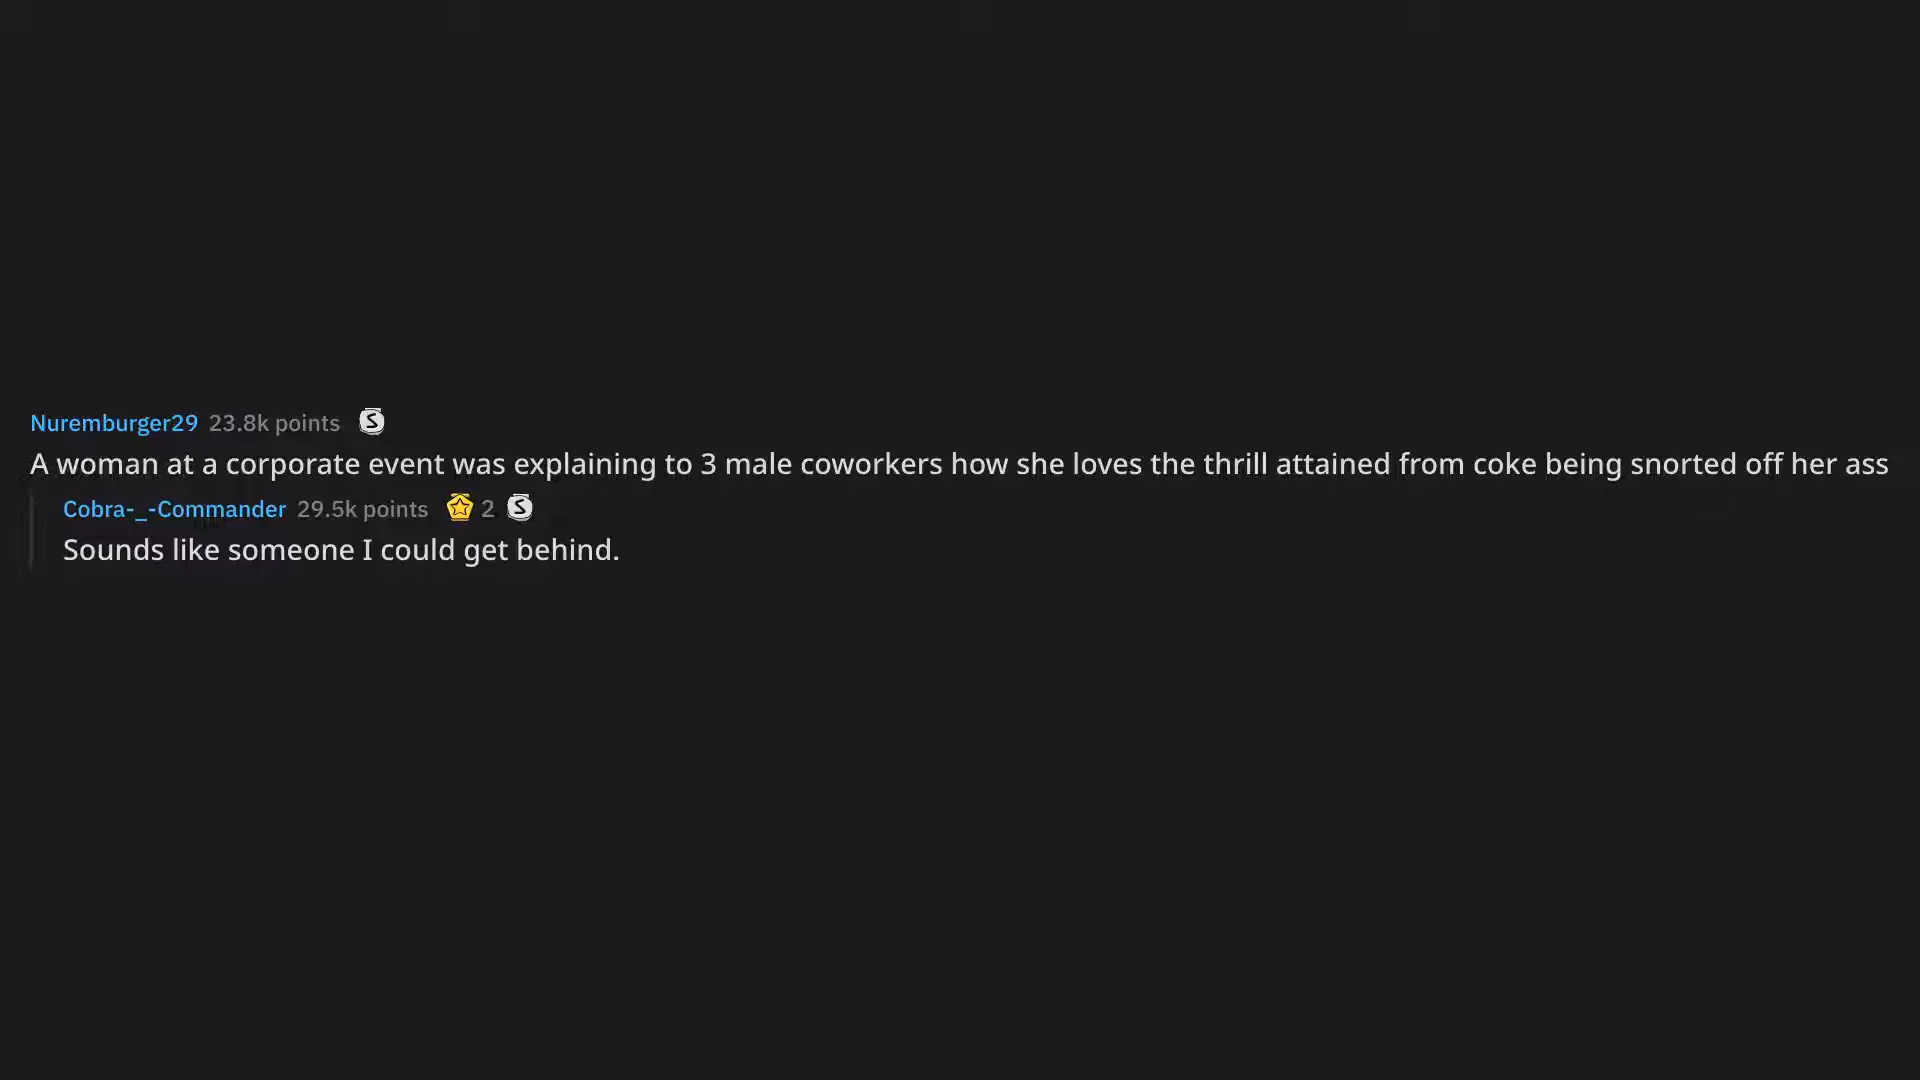 Nuremburger29 23.8k points S
A woman at a corporate event was explaining to 3 male coworkers how she loves the thrill attained from coke being snorted off her ass
Cobra-_-Commander 29.5k points 2 S
Sounds like someone I could get behind.